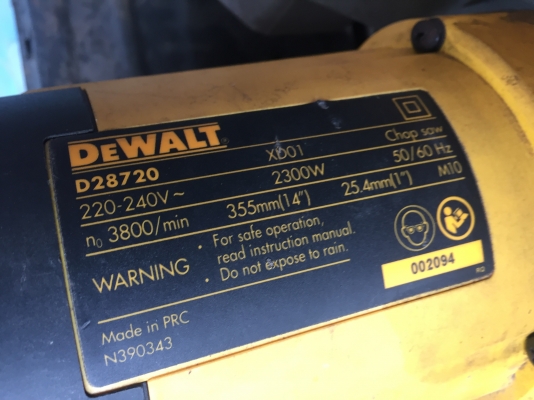 DEWALT
D28720 XD01 Chop saw
220-240V~ 2300W 50/60 Hz
n₀ 3800/min 355mm(14") 25.4mm(1") M10
WARNING
· For safe operation,
read instruction manual.
· Do not expose to rain.
002094
Made in PRC
N390343